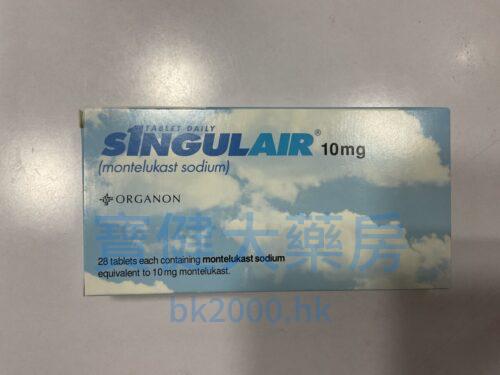 TABLET DAILY
SINGULAIR® 10mg
(montelukast sodium)
ORGANON
寶健大藥房
28 tablets each containing montelukast sodium
equivalent to 10 mg montelukast.
bk2000.hk